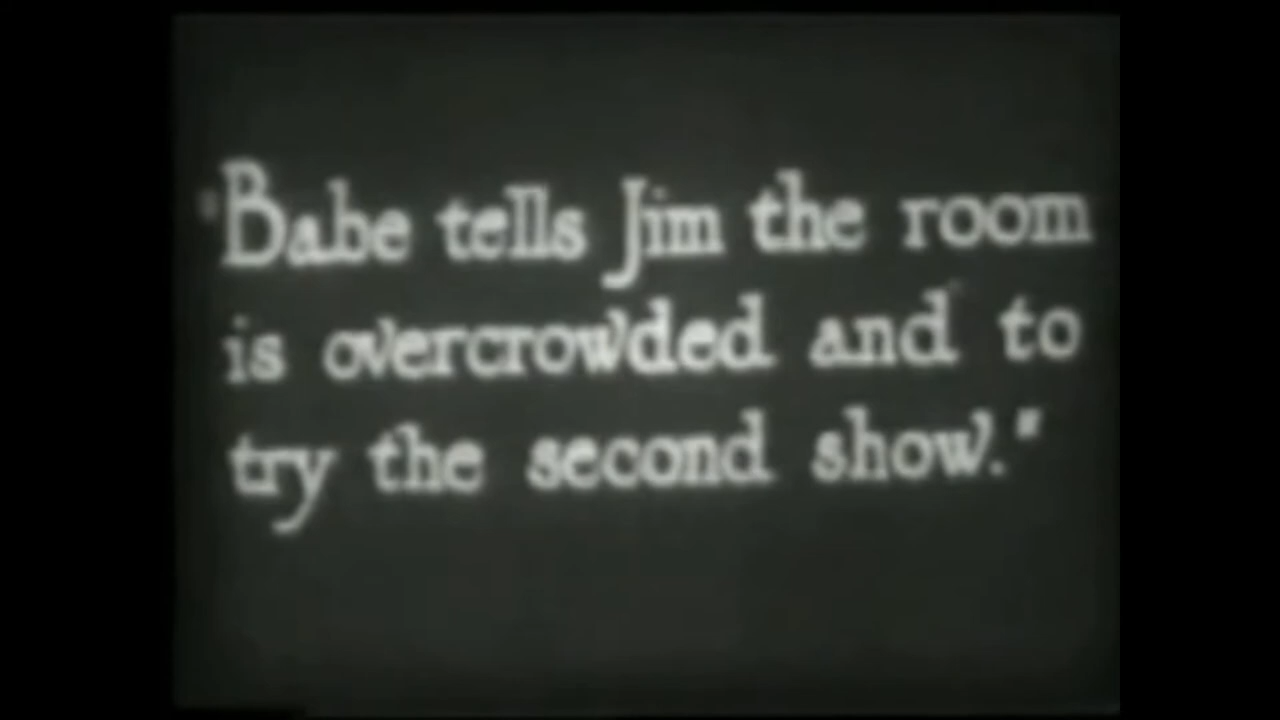 "Babe tells Jim the room
is overcrowded and to
try the second show."